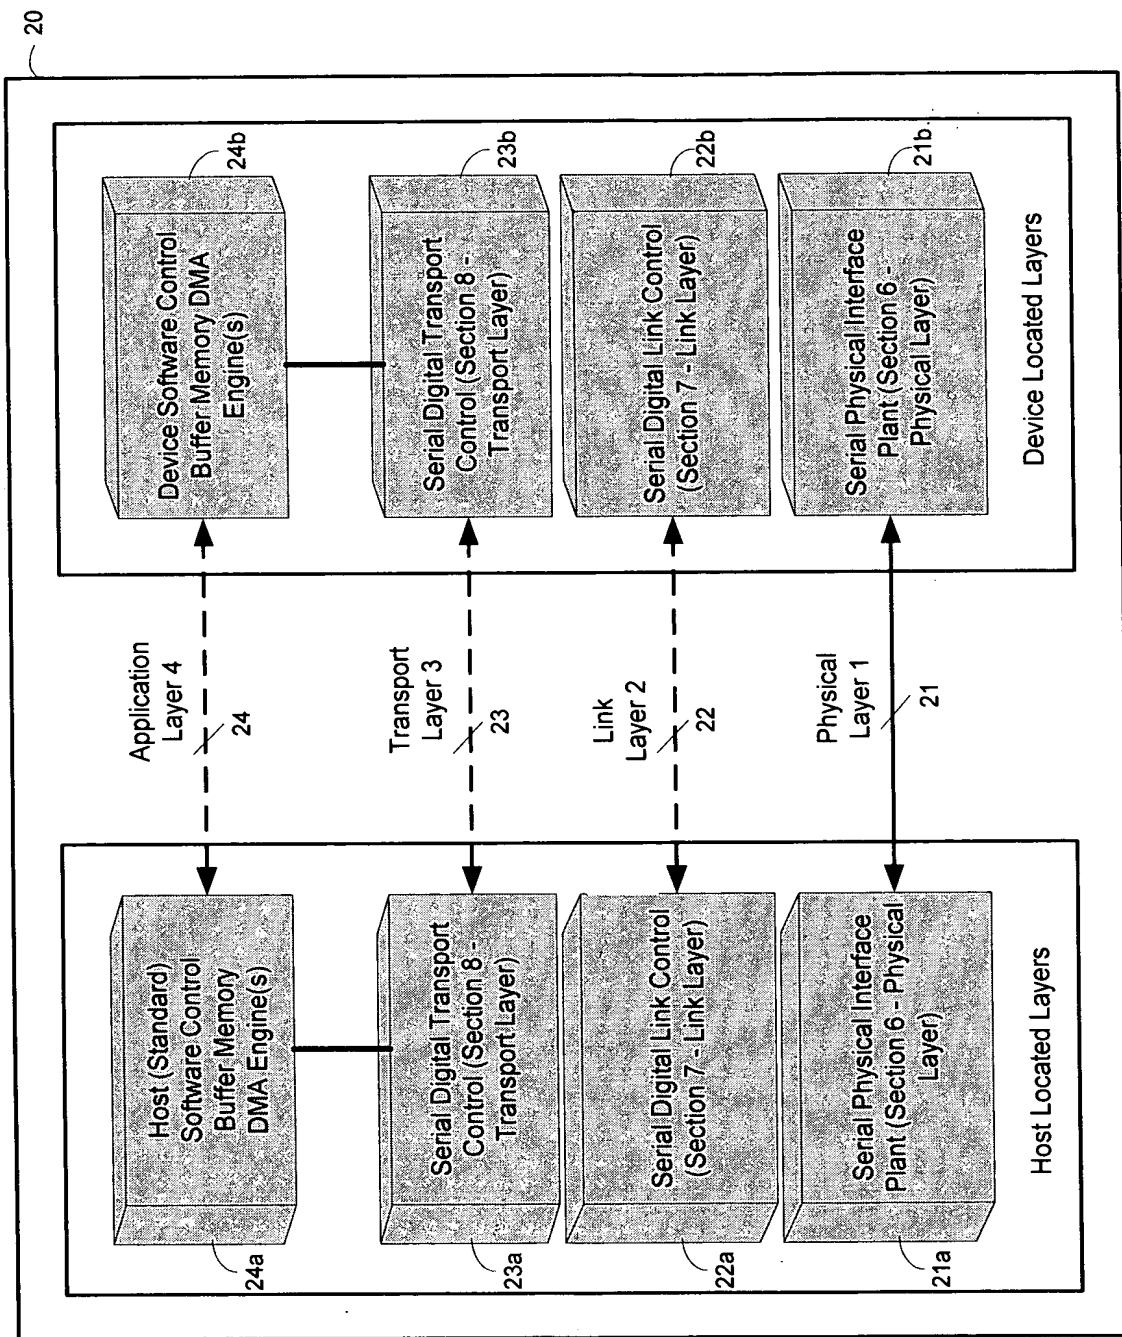 20
Host (Standard)
Software Control
Buffer Memory
DMA Engine(s)
24a
Application
Layer 4
24
Device Software Control
Buffer Memory DMA
Engine(s)
24b
Serial Digital Transport
Control (Section 8 -
Transport Layer)
23a
Transport
Layer 3
23
Serial Digital Transport
Control (Section 8 -
Transport Layer)
23b
Serial Digital Link Control
(Section 7 - Link Layer)
22a
Link
Layer 2
22
Serial Digital Link Control
(Section 7 - Link Layer)
22b
Serial Physical Interface
Plant (Section 6 - Physical
Layer)
21a
Physical
Layer 1
21
Serial Physical Interface
Plant (Section 6 -
Physical Layer)
21b
Host Located Layers
Device Located Layers